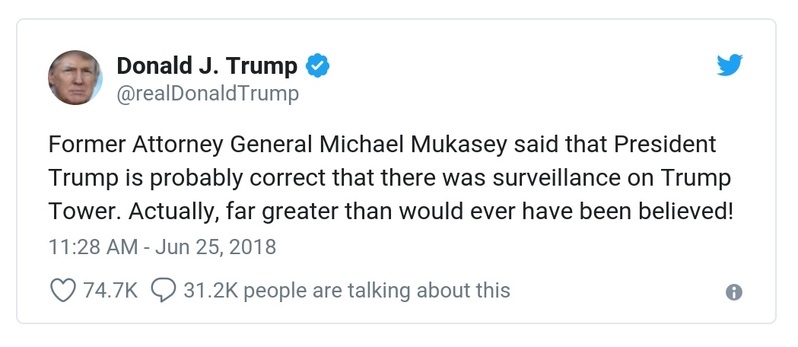 Donald J. Trump
@realDonaldTrump
Former Attorney General Michael Mukasey said that President
Trump is probably correct that there was surveillance on Trump
Tower. Actually, far greater than would ever have been believed!
11:28 AM - Jun 25, 2018
74.7K 31.2K people are talking about this